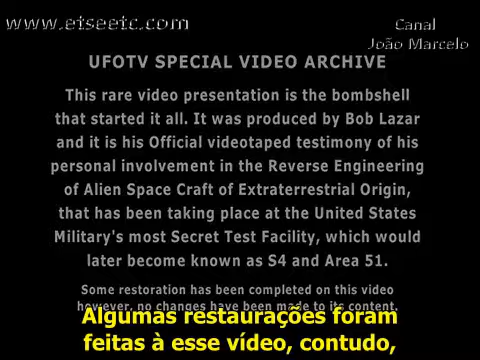 www.etseetc.com
Canal
João Marcelo
UFOTV SPECIAL VIDEO ARCHIVE
This rare video presentation is the bombshell
that started it all. It was produced by Bob Lazar
and it is his Official videotaped testimony of his
personal involvement in the Reverse Engineering
of Alien Space Craft of Extraterrestrial Origin,
that has been taking place at the United States
Military's most Secret Test Facility, which would
later become known as S4 and Area 51.
Some restoration has been completed on this video
however, no changes have been made to its content.
Algumas restaurações foram
feitas à esse vídeo, contudo,